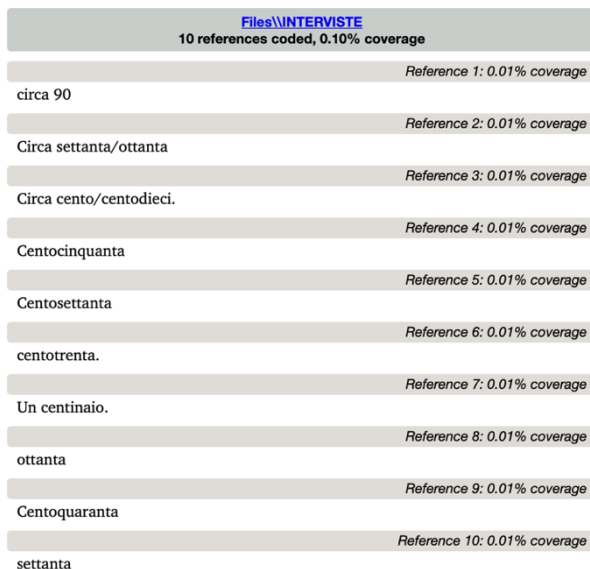 Files\\INTERVISTE
10 references coded, 0.10% coverage
Reference 1: 0.01% coverage
circa 90
Reference 2: 0.01% coverage
Circa settanta/ottanta
Reference 3: 0.01% coverage
Circa cento/centodieci.
Reference 4: 0.01% coverage
Centocinquanta
Reference 5: 0.01% coverage
Centosettanta
Reference 6: 0.01% coverage
centotrenta.
Reference 7: 0.01% coverage
Un centinaio.
Reference 8: 0.01% coverage
ottanta
Reference 9: 0.01% coverage
Centoquaranta
Reference 10: 0.01% coverage
settanta